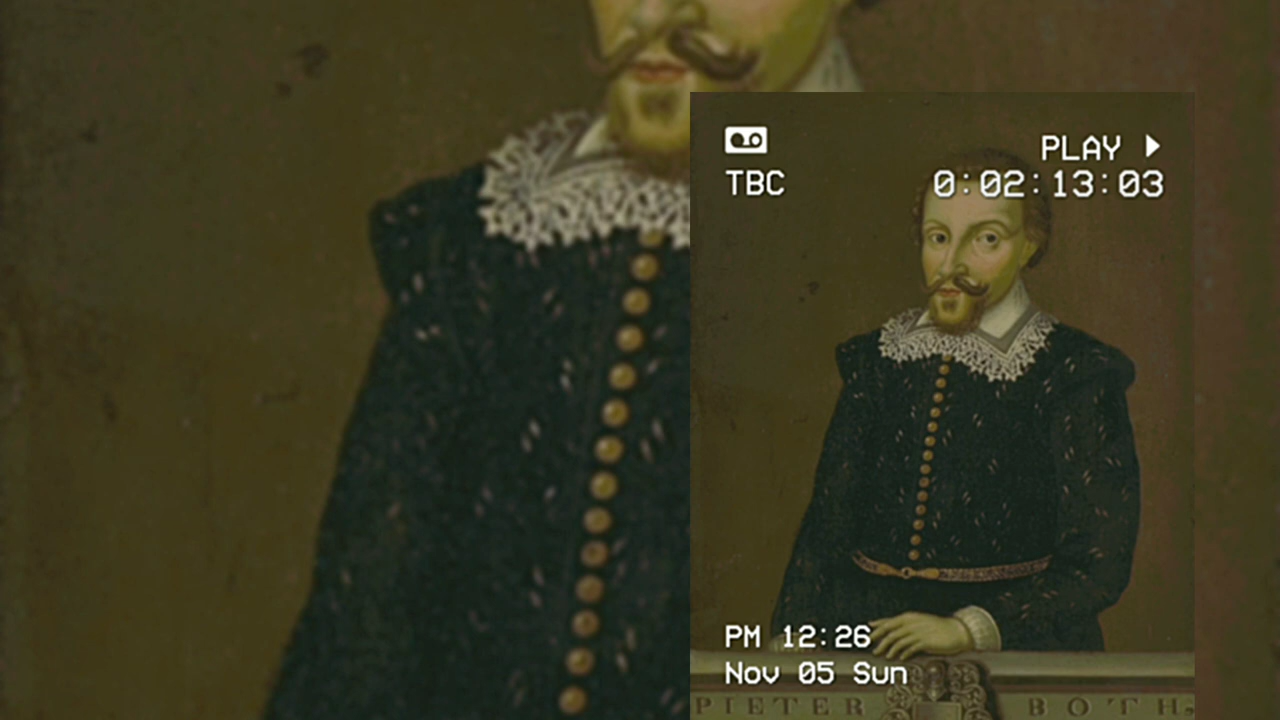 PLAY
TBC
0:02:13:03
PM 12:26
Nov 05 Sun
PIETER BOTH